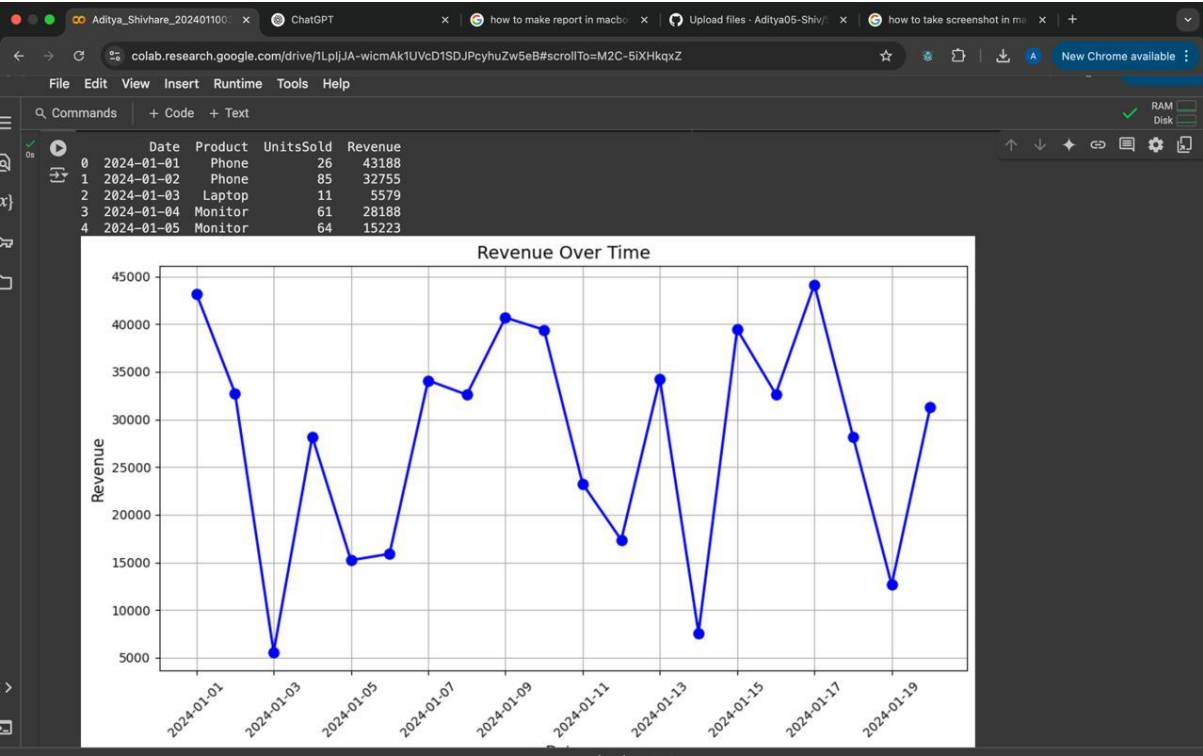 Aditya_Shivhare_202401100
ChatGPT
how to make report in macbo
Upload files · Aditya05-Shiv/
how to take screenshot in ma
colab.research.google.com/drive/1LpIjJA-wicmAk1UVcD1SDJPcyhuZw5eB#scrollTo=M2C-5iXHkqxZ
A
New Chrome available
File Edit View Insert Runtime Tools Help
Commands + Code + Text
RAM
Disk
0s
Date Product UnitsSold Revenue
0 2024-01-01 Phone 26 43188
1 2024-01-02 Phone 85 32755
2 2024-01-03 Laptop 11 5579
3 2024-01-04 Monitor 61 28188
4 2024-01-05 Monitor 64 15223
Revenue Over Time
45000
40000
35000
30000
25000
20000
15000
10000
5000
Revenue
2024-01-01
2024-01-03
2024-01-05
2024-01-07
2024-01-09
2024-01-11
2024-01-13
2024-01-15
2024-01-17
2024-01-19